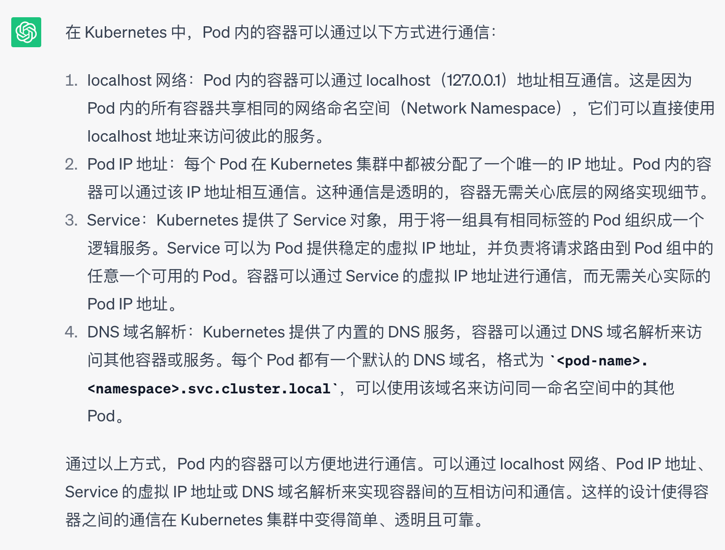 在 Kubernetes 中，Pod 内的容器可以通过以下方式进行通信：
1. localhost 网络：Pod 内的容器可以通过 localhost（127.0.0.1）地址相互通信。这是因为
Pod 内的所有容器共享相同的网络命名空间（Network Namespace），它们可以直接使用
localhost 地址来访问彼此的服务。
2. Pod IP 地址：每个 Pod 在 Kubernetes 集群中都被分配了一个唯一的 IP 地址。Pod 内的容
器可以通过该 IP 地址相互通信。这种通信是透明的，容器无需关心底层的网络实现细节。
3. Service：Kubernetes 提供了 Service 对象，用于将一组具有相同标签的 Pod 组织成一个
逻辑服务。Service 可以为 Pod 提供稳定的虚拟 IP 地址，并负责将请求路由到 Pod 组中的
任意一个可用的 Pod。容器可以通过 Service 的虚拟 IP 地址进行通信，而无需关心实际的
Pod IP 地址。
4. DNS 域名解析：Kubernetes 提供了内置的 DNS 服务，容器可以通过 DNS 域名解析来访
问其他容器或服务。每个 Pod 都有一个默认的 DNS 域名，格式为 `<pod-name>.
<namespace>.svc.cluster.local`，可以使用该域名来访问同一命名空间中的其他
Pod。
通过以上方式，Pod 内的容器可以方便地进行通信。可以通过 localhost 网络、Pod IP 地址、
Service 的虚拟 IP 地址或 DNS 域名解析来实现容器间的互相访问和通信。这样的设计使得容
器之间的通信在 Kubernetes 集群中变得简单、透明且可靠。